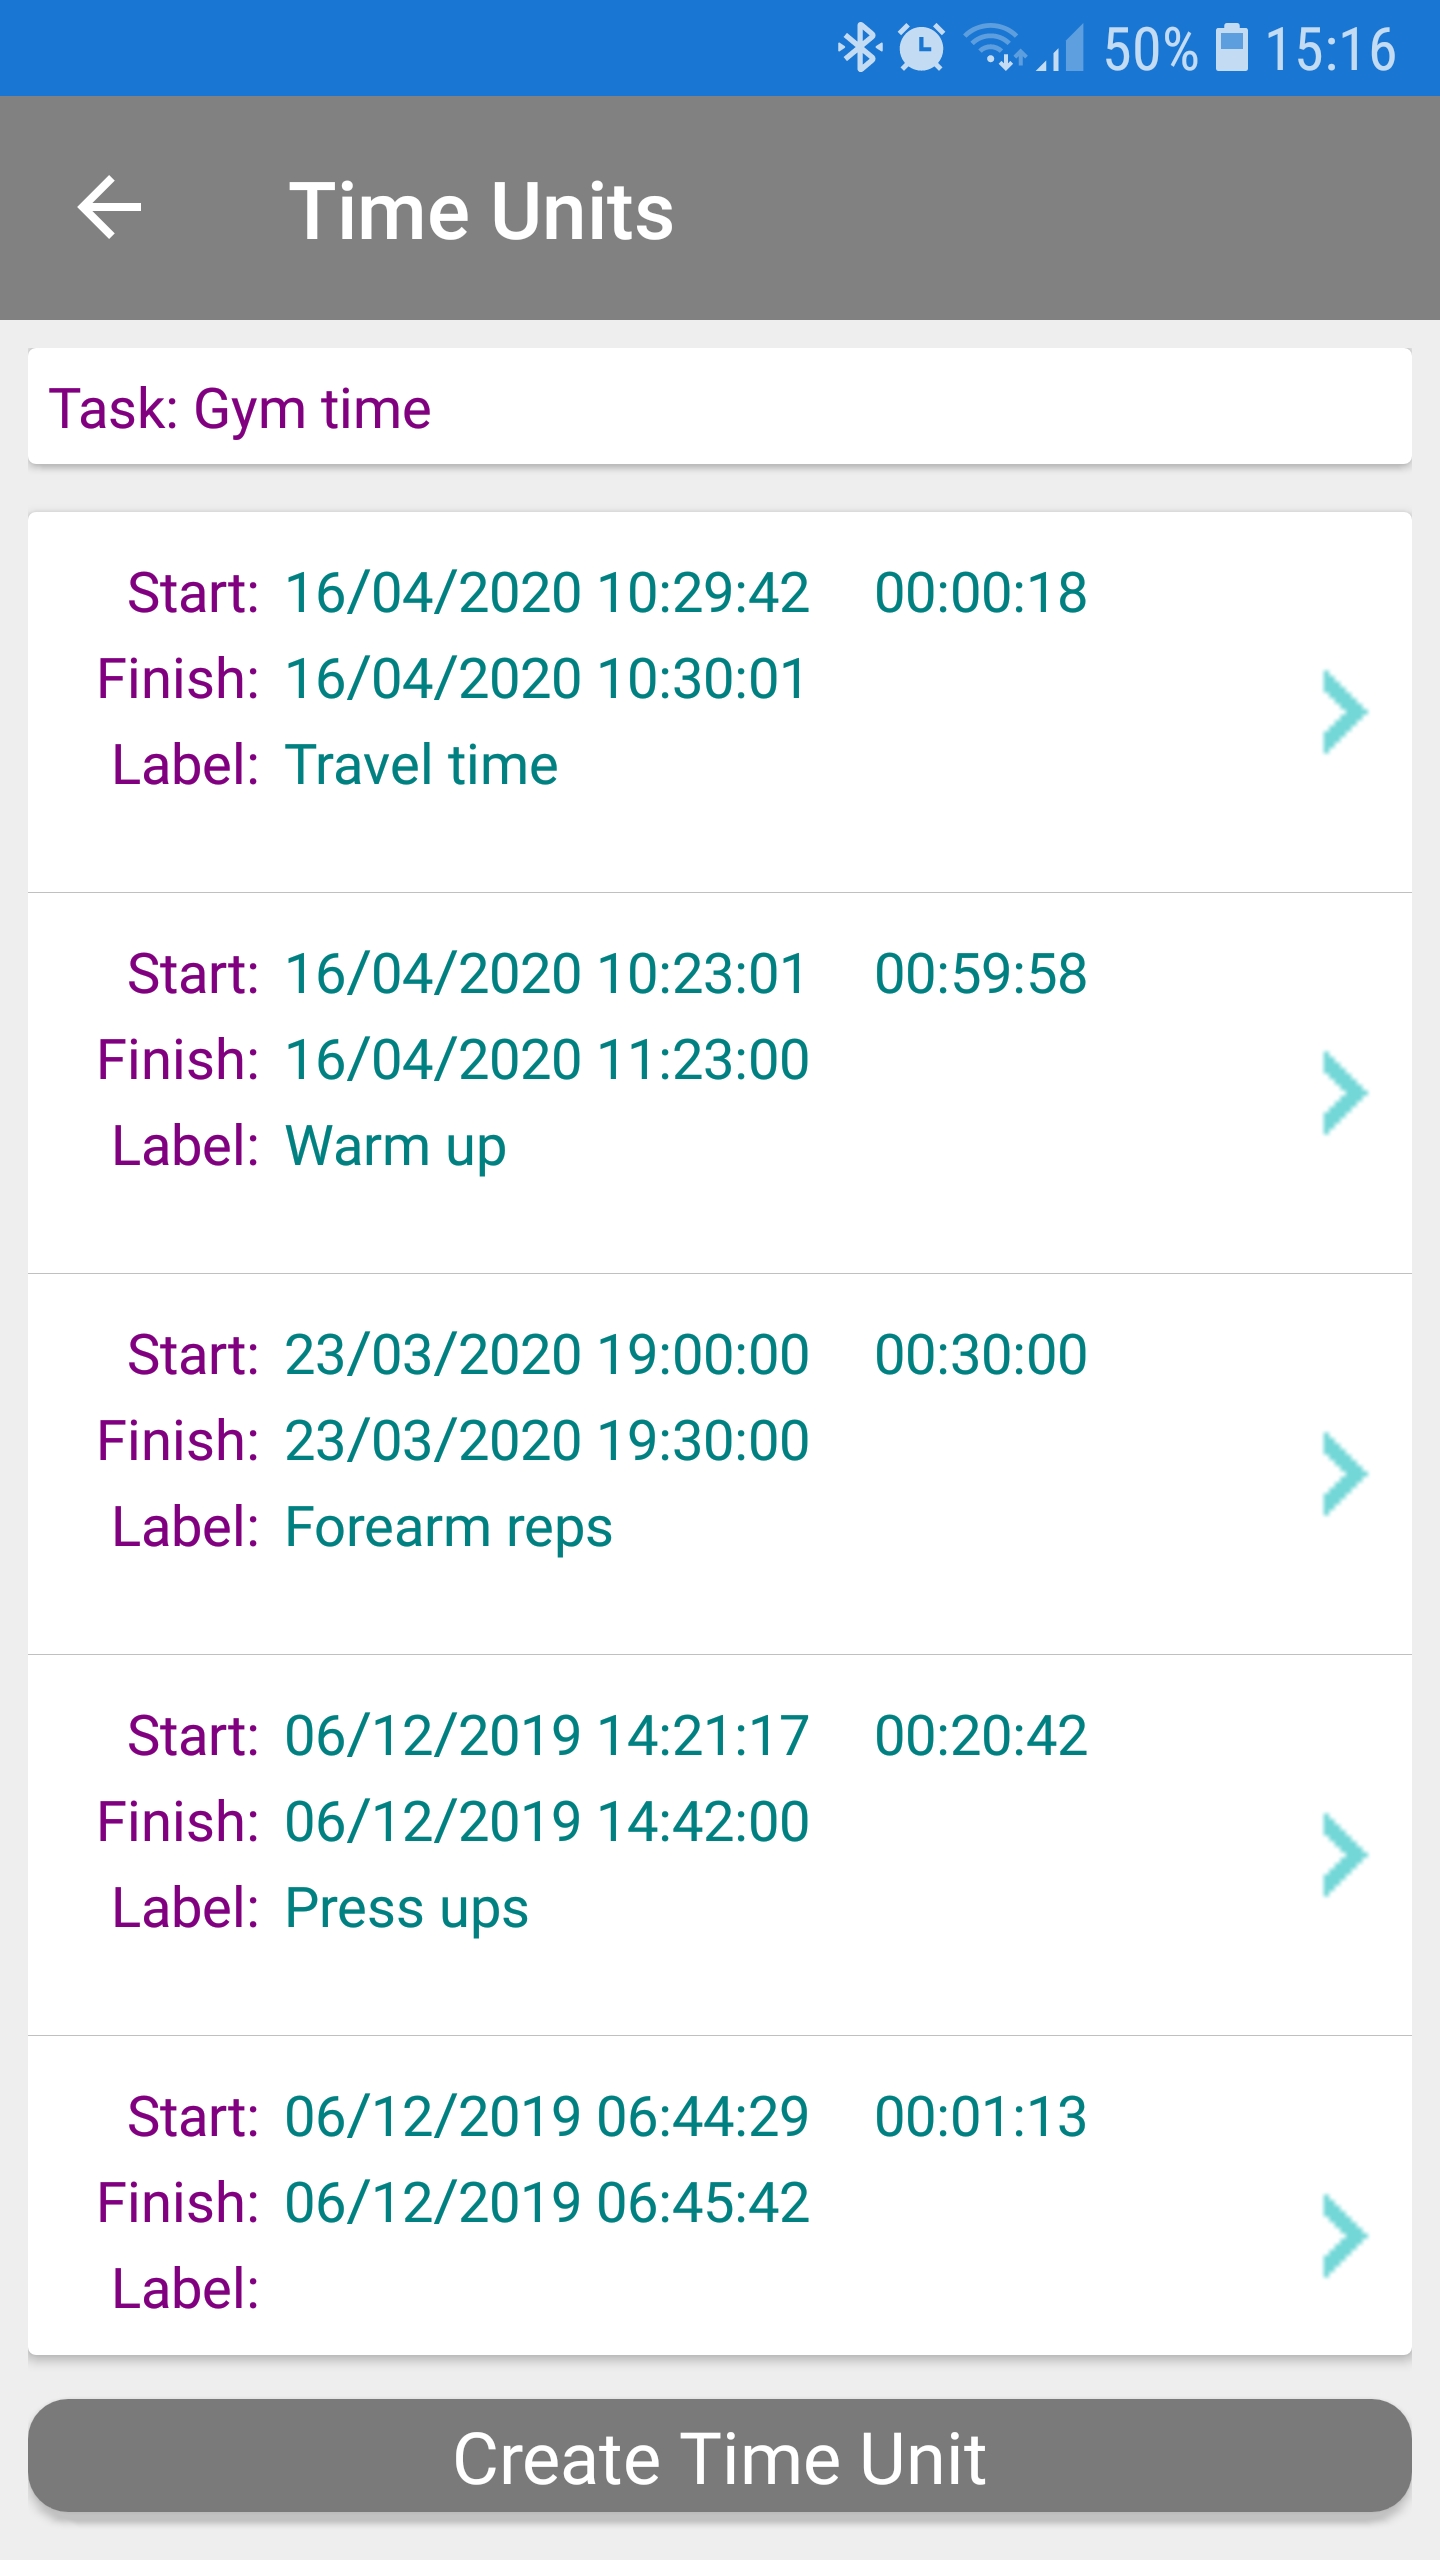 50% 15:16
Time Units
Task: Gym time
Start: 16/04/2020 10:29:42 00:00:18
Finish: 16/04/2020 10:30:01
Label: Travel time
Start: 16/04/2020 10:23:01 00:59:58
Finish: 16/04/2020 11:23:00
Label: Warm up
Start: 23/03/2020 19:00:00 00:30:00
Finish: 23/03/2020 19:30:00
Label: Forearm reps
Start: 06/12/2019 14:21:17 00:20:42
Finish: 06/12/2019 14:42:00
Label: Press ups
Start: 06/12/2019 06:44:29 00:01:13
Finish: 06/12/2019 06:45:42
Label:
Create Time Unit